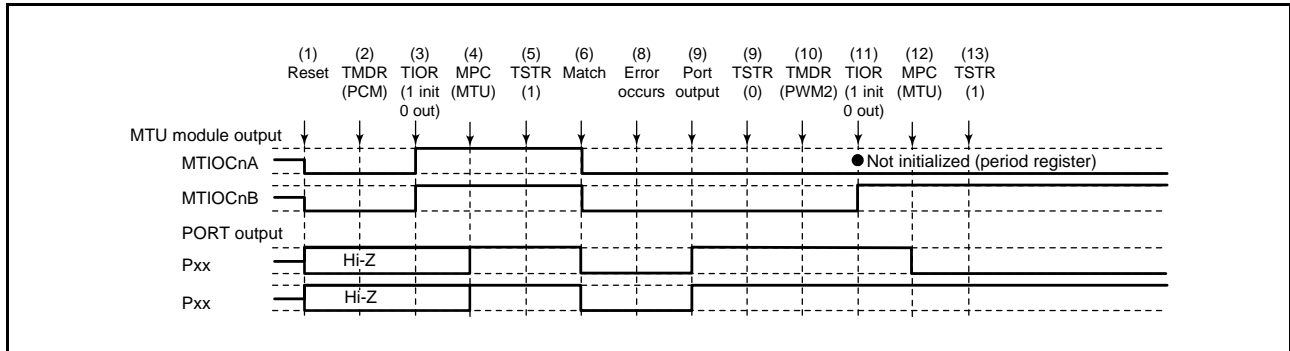 (1) (2) (3) (4) (5) (6) (8) (9) (9) (10) (11) (12) (13)
Reset TMDR TIOR MPC TSTR Match Error Port TSTR TMDR TIOR MPC TSTR
(PCM) (1 init (MTU) (1) occurs output (0) (PWM2) (1 init (MTU) (1)
0 out) 0 out)
MTU module output
MTIOCnA Not initialized (period register)
MTIOCnB
PORT output
Pxx Hi-Z
Pxx Hi-Z